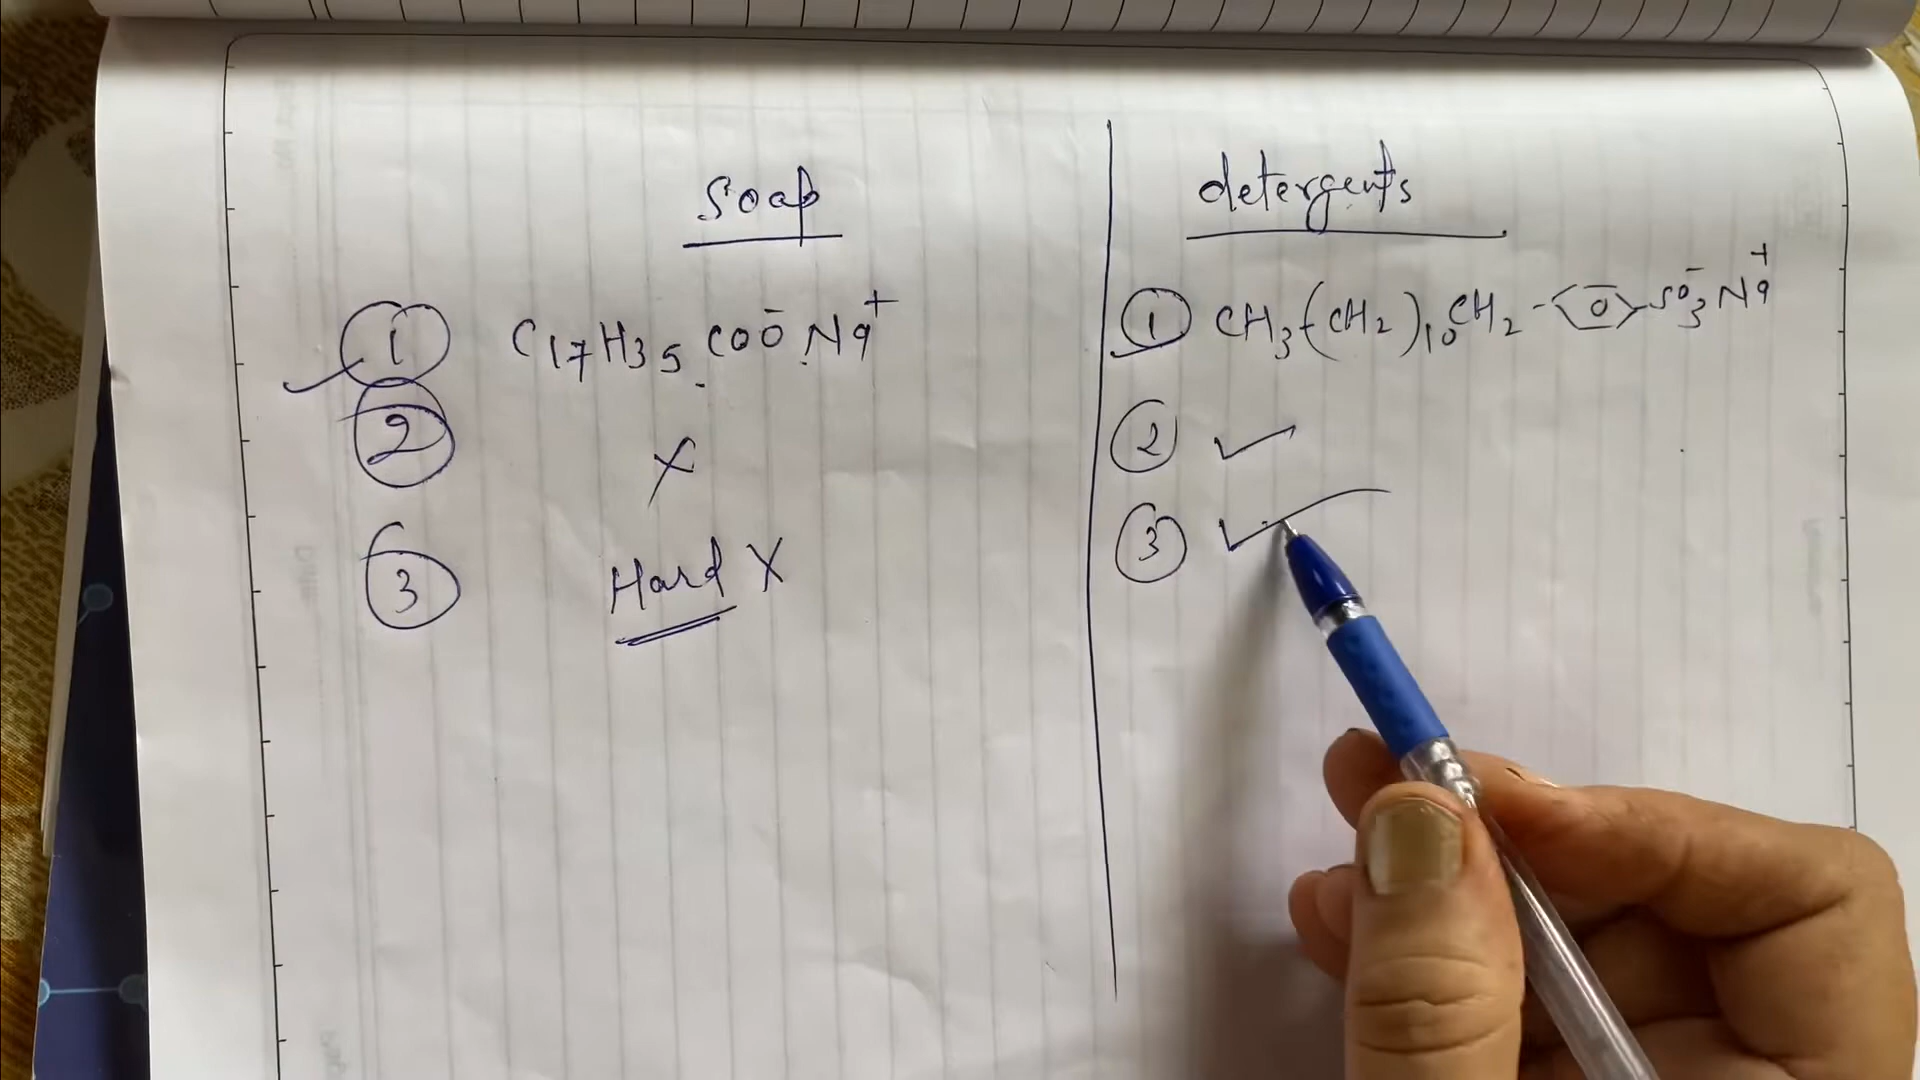 soap
① C₁₇H₃₅COO⁻Na⁺
② ✗
③ Hard ✗
detergents
① CH₃(CH₂)₁₀CH₂-⌬-SO₃⁻Na⁺
② ✓
③ ✓